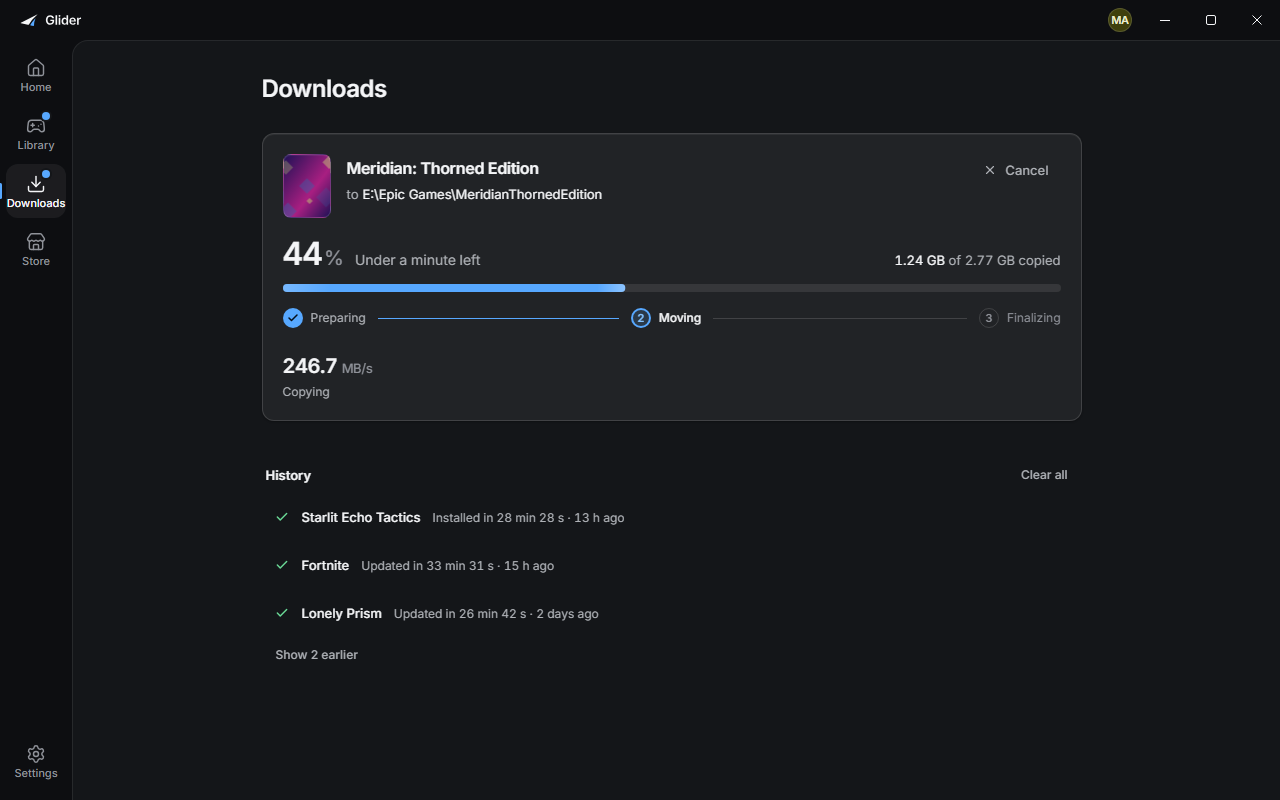 Glider
MA
Home
Library
Downloads
Store
Settings
Downloads
Meridian: Thorned Edition
to E:\Epic Games\MeridianThornedEdition
Cancel
44% Under a minute left
1.24 GB of 2.77 GB copied
Preparing
2 Moving
3 Finalizing
246.7 MB/s
Copying
History
Clear all
Starlit Echo Tactics Installed in 28 min 28 s · 13 h ago
Fortnite Updated in 33 min 31 s · 15 h ago
Lonely Prism Updated in 26 min 42 s · 2 days ago
Show 2 earlier